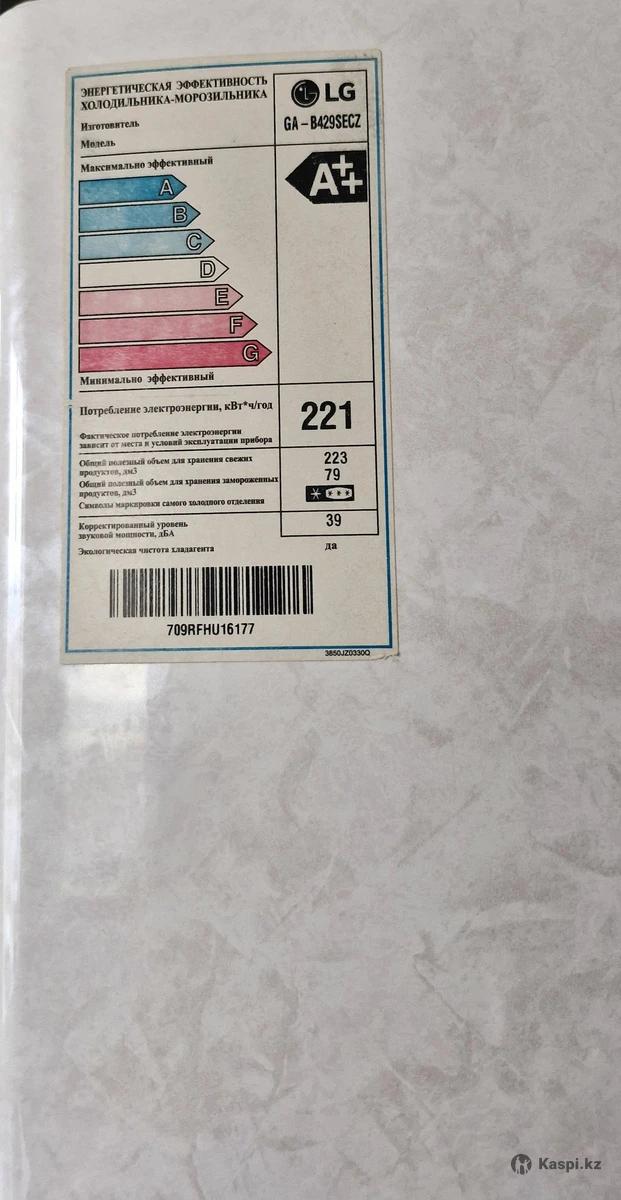 ЭНЕРГЕТИЧЕСКАЯ ЭФФЕКТИВНОСТЬ
ХОЛОДИЛЬНИКА-МОРОЗИЛЬНИКА
Изготовитель
LG
Модель
GA-B429SECZ
Максимально эффективный
A++
A
B
C
D
E
F
G
Минимально эффективный
Потребление электроэнергии, кВт*ч/год
221
Фактическое потребление электроэнергии
зависит от места и условий эксплуатации прибора
Общий полезный объем для хранения свежих
продуктов, дм3
223
Общий полезный объем для хранения замороженных
продуктов, дм3
79
Символы маркировки самого холодного отделения
Корректированный уровень
звуковой мощности, дБА
39
Экологическая чистота хладагента
да
709RFHU16177
3850JZ0330Q
Kaspi.kz